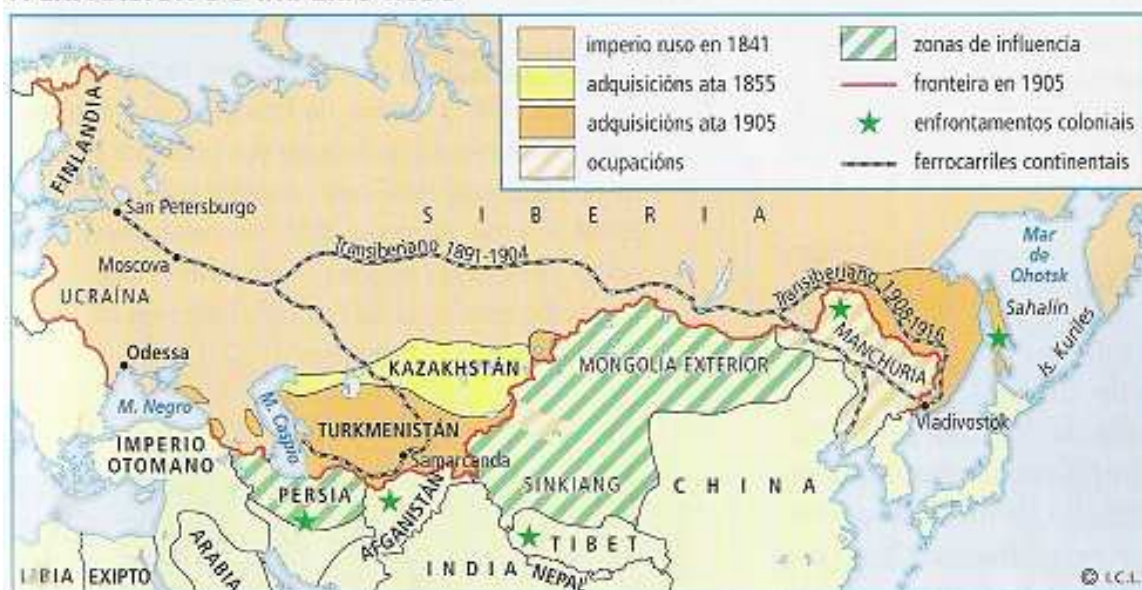 imperio ruso en 1841
adquisicións ata 1855
adquisicións ata 1905
ocupacións
zonas de influencia
fronteira en 1905
enfrontamentos coloniais
ferrocarriles continentais
FINLANDIA
San Petersburgo
SIBERIA
Transiberiano 1891-1904
Moscova
UCRAÍNA
Mar
de
Ohotsk
Transiberiano 1908-1916
Sahalín
Is. Kuriles
MANCHURIA
Odessa
KAZAKHSTÁN
MONGOLIA EXTERIOR
M. Negro
M. Caspio
Vladivostok
TURKMENISTÁN
IMPERIO
OTOMANO
Samarcanda
PERSIA
SINKIANG
CHINA
AFGANISTÁN
TIBET
ARABIA
LIBIA
EXIPTO
INDIA
NEPAL
© I.C.L.